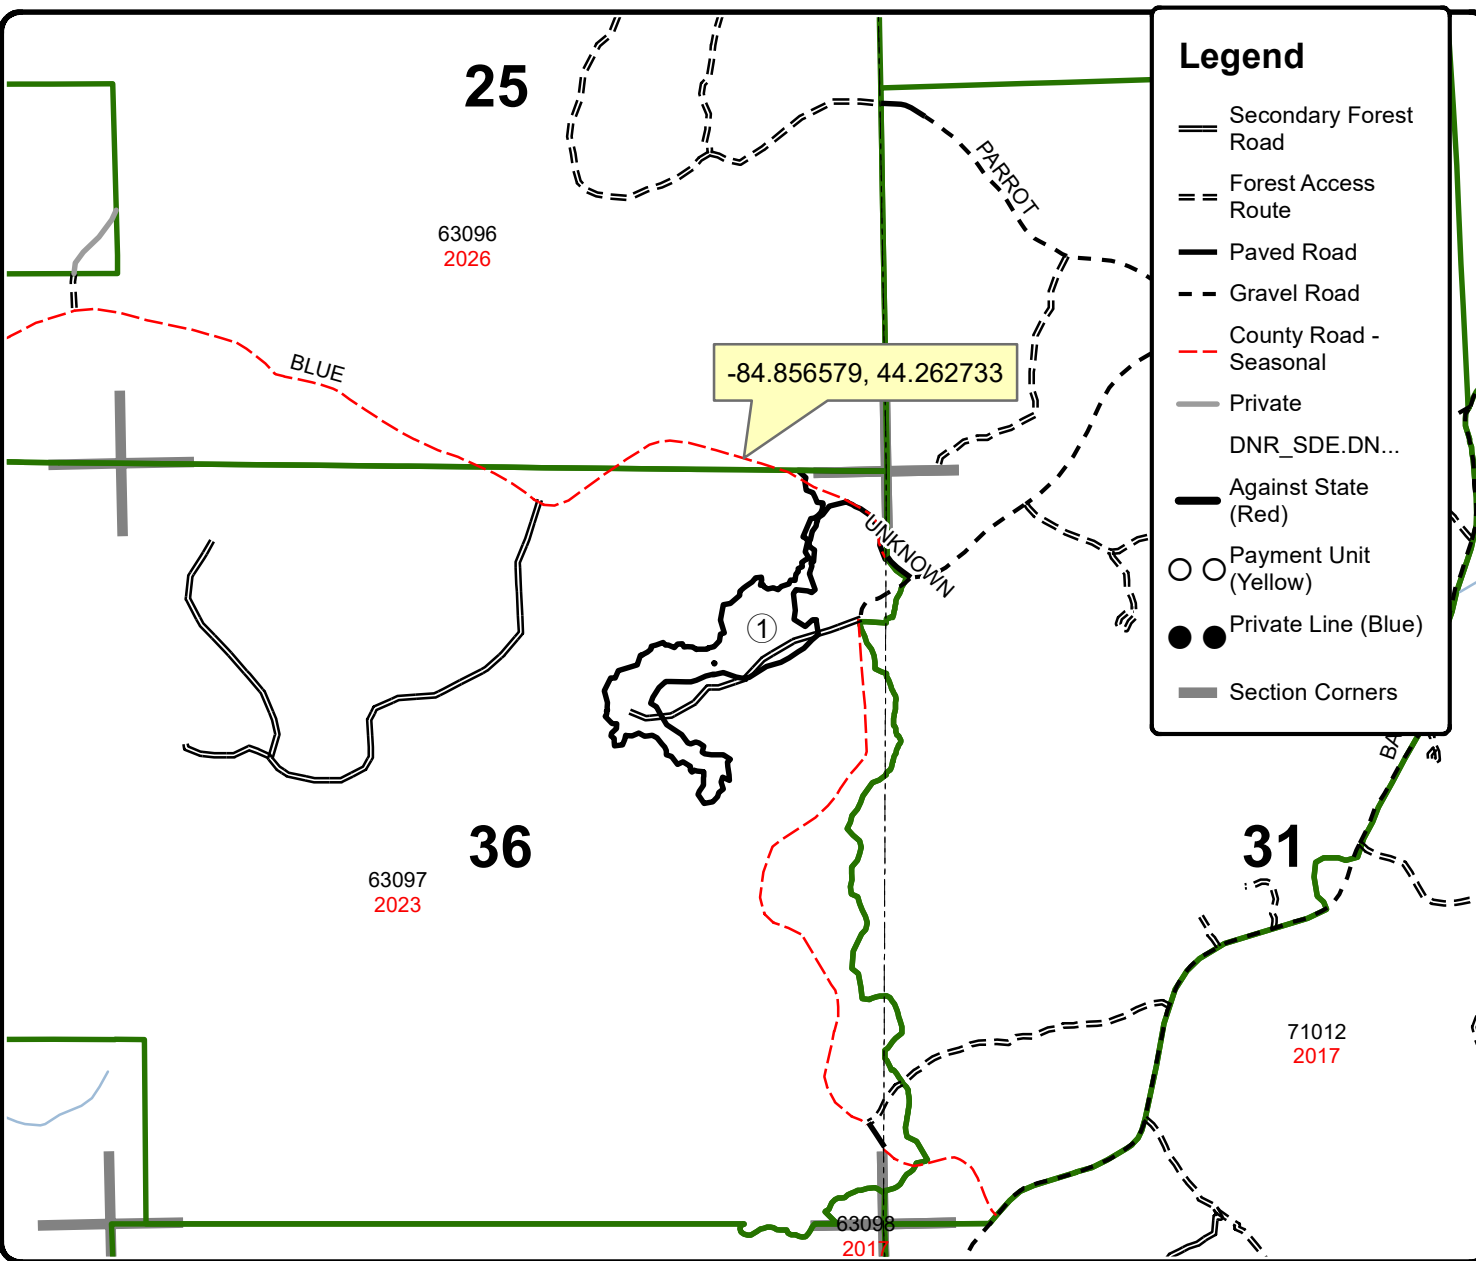 25
Legend
Secondary Forest
Road
Forest Access
Route
Paved Road
Gravel Road
County Road -
Seasonal
Private
DNR_SDE.DN...
Against State
(Red)
Payment Unit
(Yellow)
Private Line (Blue)
Section Corners
PARROT
63096
2026
BLUE
-84.856579, 44.262733
UNKNOWN
1
BA
36
31
63097
2023
71012
2017
63098
2017